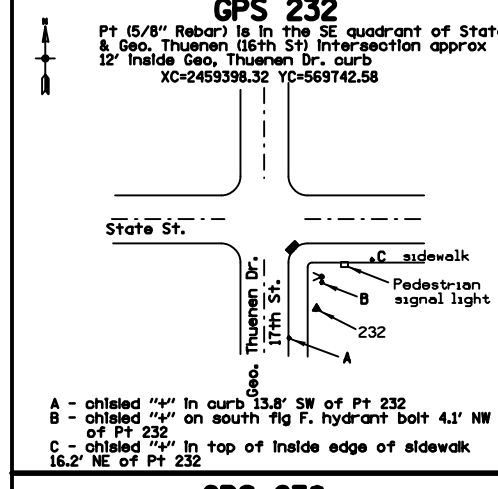 GPS 232
N
Pt (5/8" Rebar) is in the SE quadrant of State
& Geo. Thuenen (16th St) intersection approx
12' inside Geo, Thuenen Dr. curb
XC=2459398.32 YC=569742.58
State St.
C sidewalk
Pedestrian
signal light
B
232
A
Geo. Thuenen Dr.
17th St.
A - chisled "+" in curb 13.8' SW of Pt 232
B - chisled "+" on south flg F. hydrant bolt 4.1' NW
of Pt 232
C - chisled "+" in top of inside edge of sidewalk
16.2' NE of Pt 232